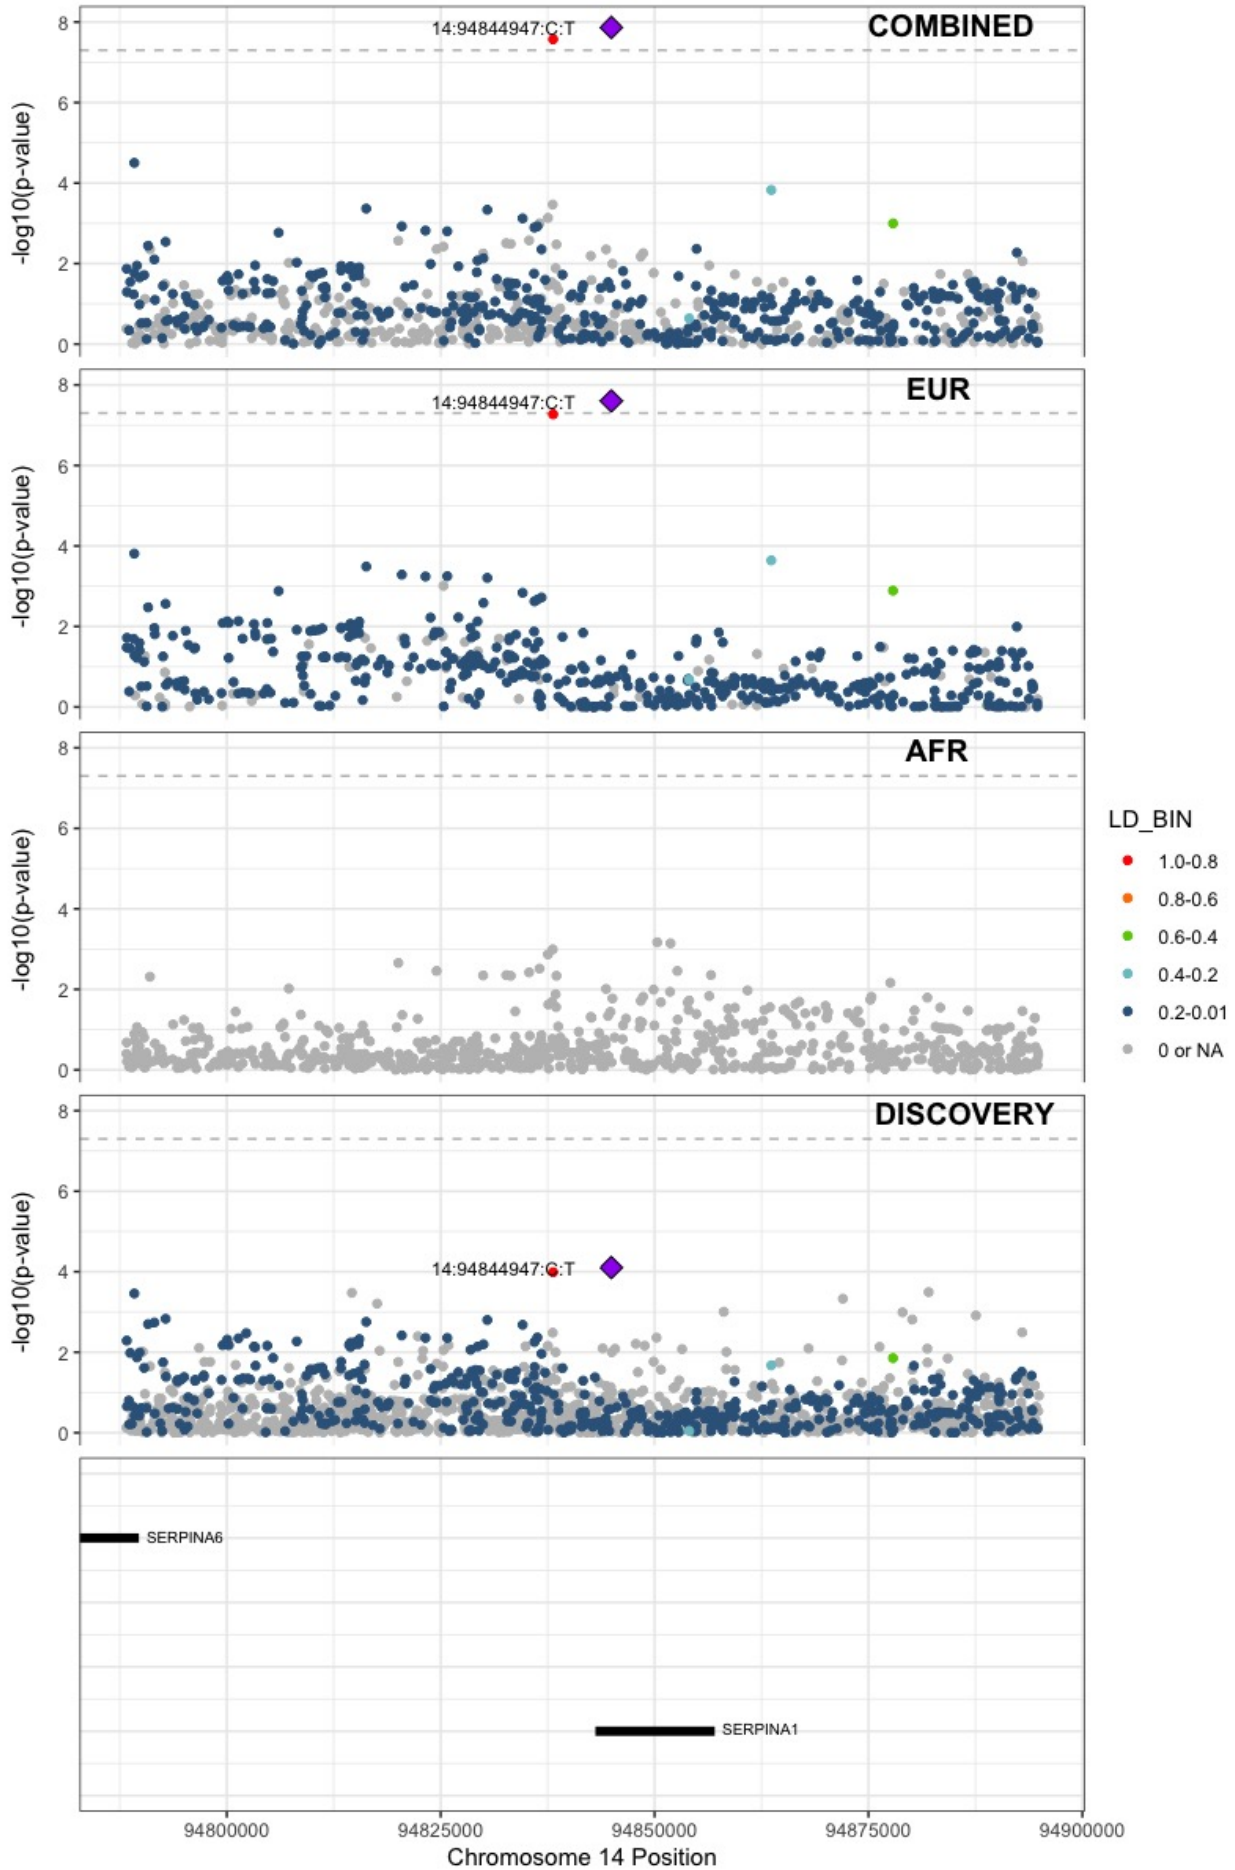 COMBINED
14:94844947:C:T
8
6
4
2
0
-log10(p-value)
EUR
14:94844947:C:T
8
6
4
2
0
-log10(p-value)
AFR
8
6
4
2
0
-log10(p-value)
LD_BIN
1.0-0.8
0.8-0.6
0.6-0.4
0.4-0.2
0.2-0.01
0 or NA
DISCOVERY
14:94844947:C:T
8
6
4
2
0
-log10(p-value)
SERPINA6
SERPINA1
94800000 94825000 94850000 94875000 94900000
Chromosome 14 Position